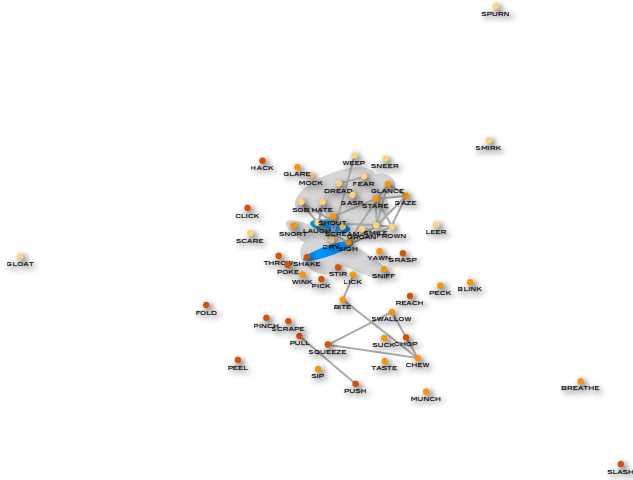 SPURN
SMIRK
WEEP
SNEER
HACK
GLARE
MOCK
FEAR
DREAD
GLANCE
GASP
STARE
GAZE
SOB
HATE
CLICK
SHOUT
LEER
SNORT
LAUGH
SCREAM
GROAN
SMILE
FROWN
SCARE
CRY
SIGH
YAWN
GRASP
GLOAT
THROW
SHAKE
POKE
STIR
SNIFF
WINK
PICK
LICK
BLINK
PECK
REACH
BITE
FOLD
SWALLOW
PINCH
SCRAPE
PULL
SUCK
CHOP
SQUEEZE
PEEL
CHEW
TASTE
SIP
PUSH
BREATHE
MUNCH
SLASH